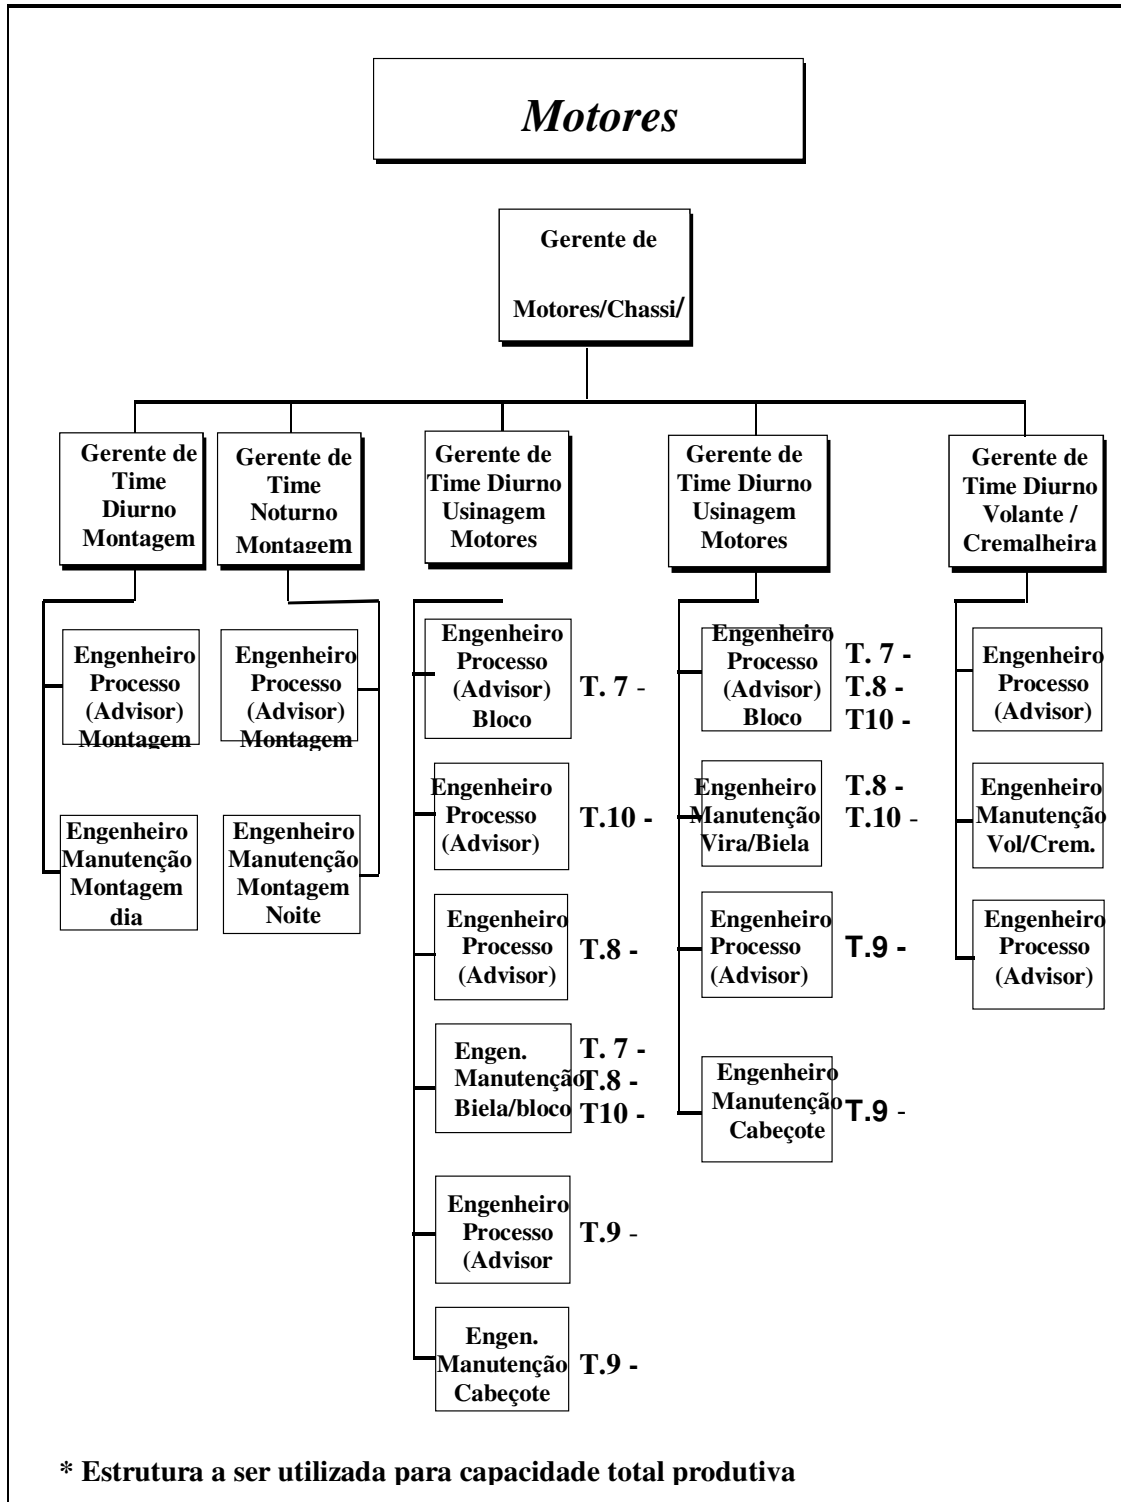 Motores
Gerente de
Motores/Chassi/
Gerente de
Time
Diurno
Montagem
Gerente de
Time
Noturno
Montagem
Gerente de
Time Diurno
Usinagem
Motores
Gerente de
Time Diurno
Usinagem
Motores
Gerente de
Time Diurno
Volante /
Cremalheira
Engenheiro
Processo
(Advisor)
Montagem
Engenheiro
Manutenção
Montagem
dia
Engenheiro
Processo
(Advisor)
Montagem
Engenheiro
Manutenção
Montagem
Noite
Engenheiro
Processo
(Advisor)
Bloco
T. 7 -
Engenheiro
Processo
(Advisor)
T.10 -
Engenheiro
Processo
(Advisor)
T.8 -
Engen.
Manutenção
Biela/bloco
T. 7 -
T.8 -
T10 -
Engenheiro
Processo
(Advisor
T.9 -
Engen.
Manutenção
Cabeçote
T.9 -
Engenheiro
Processo
(Advisor)
Bloco
T. 7 -
T.8 -
T10 -
Engenheiro
Manutenção
Vira/Biela
T.8 -
T.10 -
Engenheiro
Processo
(Advisor)
T.9 -
Engenheiro
Manutenção
Cabeçote
T.9 -
Engenheiro
Processo
(Advisor)
Engenheiro
Manutenção
Vol/Crem.
Engenheiro
Processo
(Advisor)
* Estrutura a ser utilizada para capacidade total produtiva